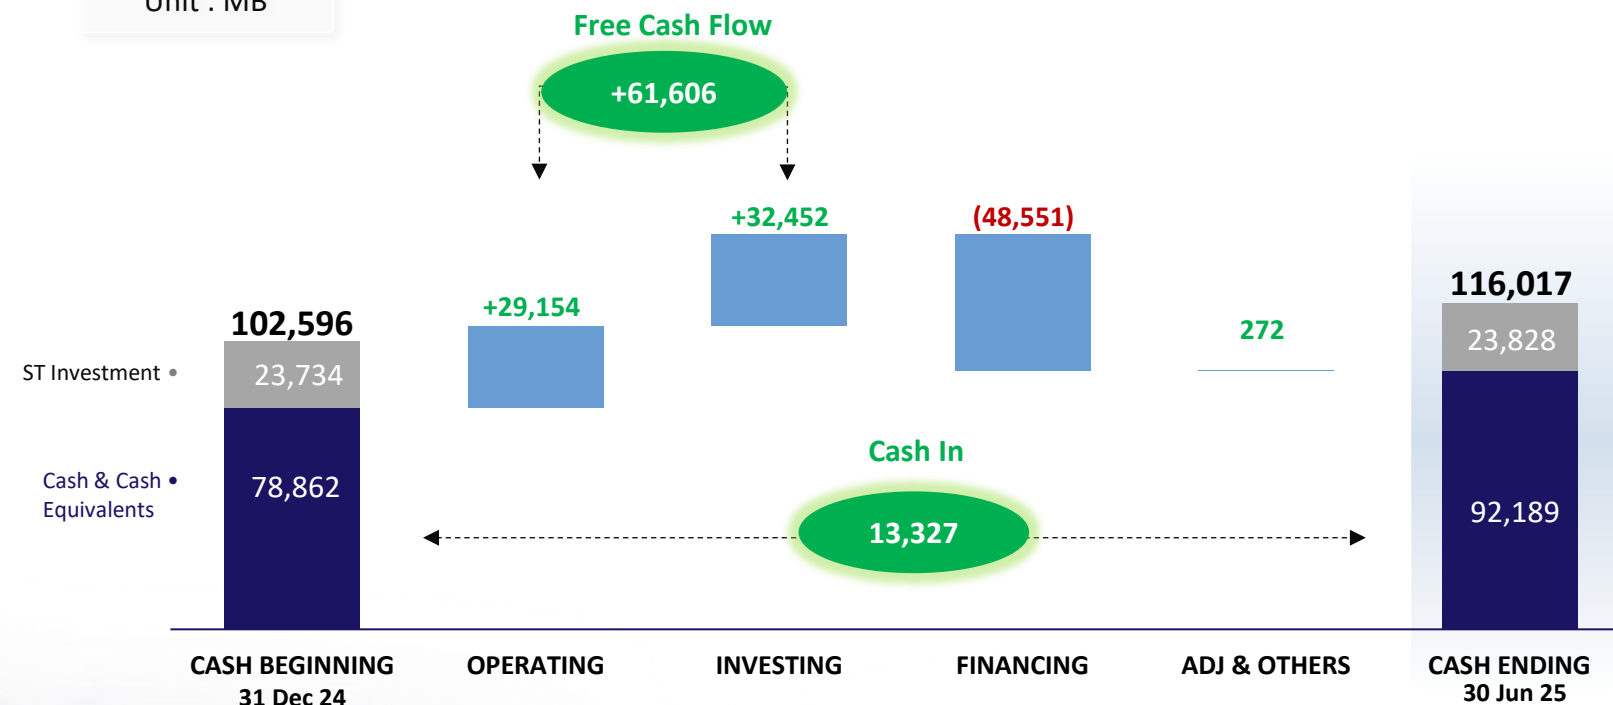 Unit : MB
Free Cash Flow
+61,606
+32,452
(48,551)
+29,154
272
102,596
116,017
ST Investment •
23,734
23,828
Cash & Cash •
Equivalents
78,862
92,189
Cash In
13,327
CASH BEGINNING
31 Dec 24
OPERATING
INVESTING
FINANCING
ADJ & OTHERS
CASH ENDING
30 Jun 25